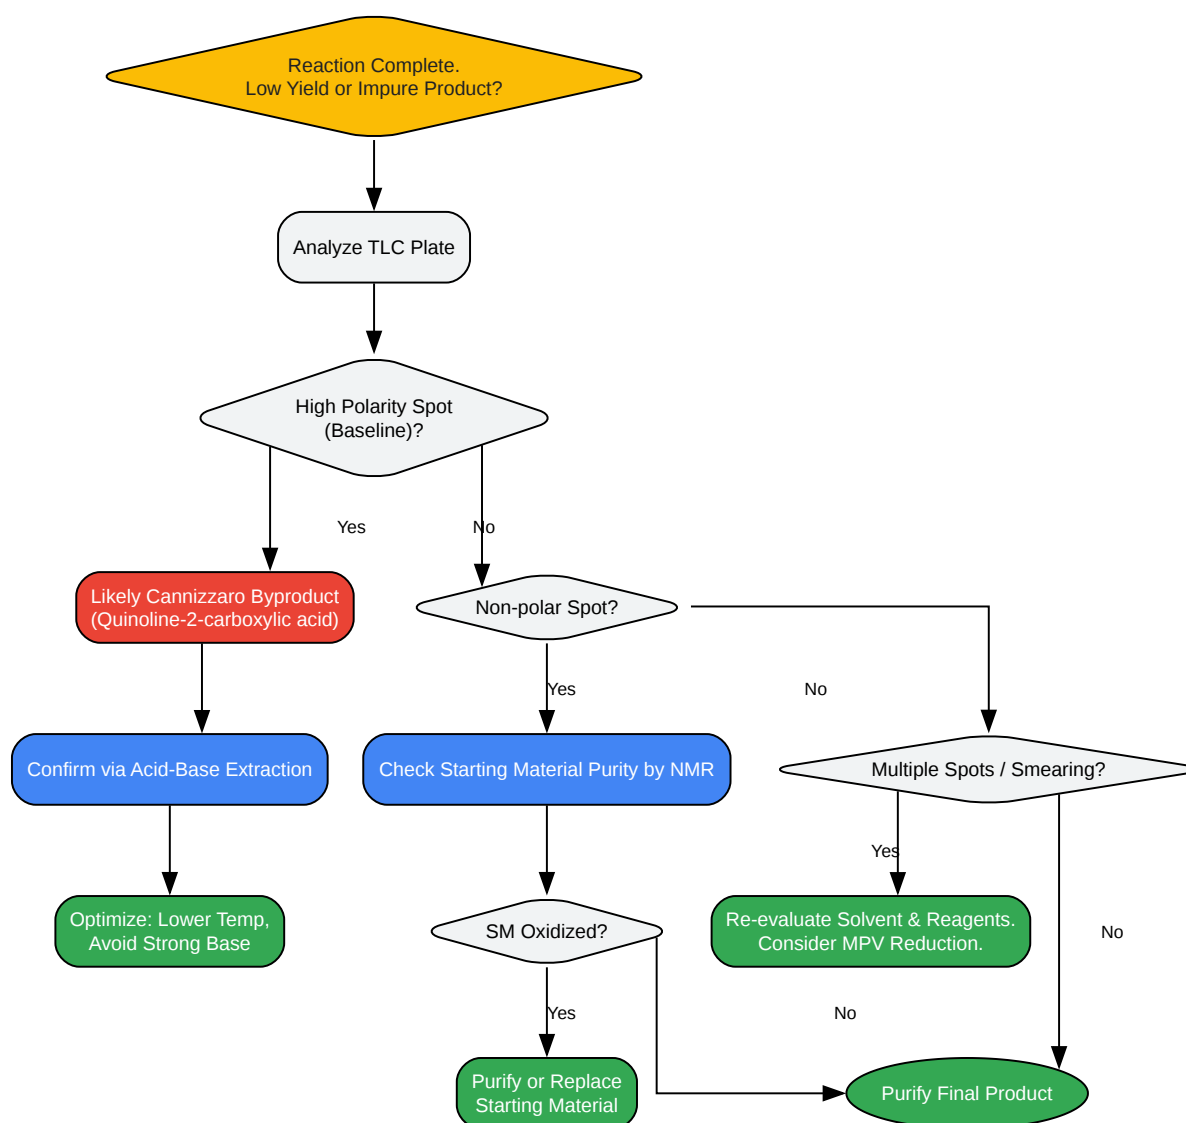 Reaction Complete.
Low Yield or Impure Product?
Analyze TLC Plate
High Polarity Spot
(Baseline)?
Yes
No
Likely Cannizzaro Byproduct
(Quinoline-2-carboxylic acid)
Non-polar Spot?
Yes
No
Confirm via Acid-Base Extraction
Check Starting Material Purity by NMR
Multiple Spots / Smearing?
Yes
Optimize: Lower Temp,
Avoid Strong Base
SM Oxidized?
Re-evaluate Solvent & Reagents.
Consider MPV Reduction.
No
Yes
No
Purify or Replace
Starting Material
Purify Final Product